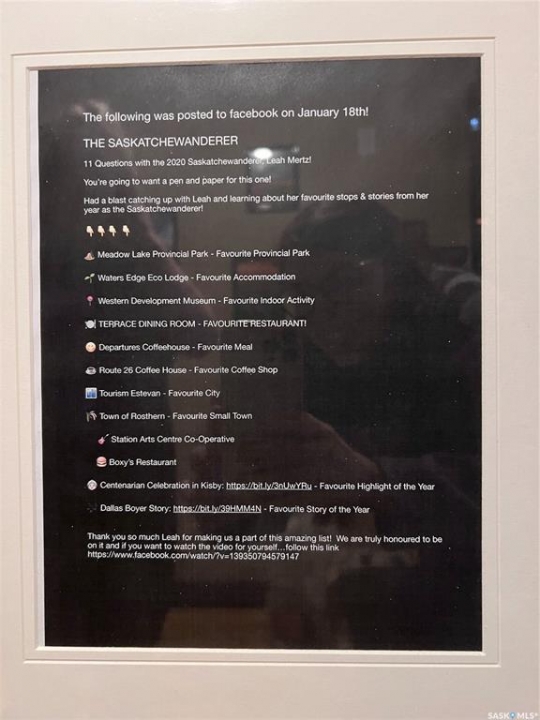 The following was posted to facebook on January 18th!
THE SASKATCHEWANDERER
11 Questions with the 2020 Saskatchewanderer, Leah Mertz!
You're going to want a pen and paper for this one!
Had a blast catching up with Leah and learning about her favourite stops & stories from her
year as the Saskatchewanderer!
Meadow Lake Provincial Park - Favourite Provincial Park
Waters Edge Eco Lodge - Favourite Accommodation
Western Development Museum - Favourite Indoor Activity
TERRACE DINING ROOM - FAVOURITE RESTAURANT!
Departures Coffeehouse - Favourite Meal
Route 26 Coffee House - Favourite Coffee Shop
Tourism Estevan - Favourite City
Town of Rosthern - Favourite Small Town
Station Arts Centre Co-Operative
Boxy's Restaurant
Centenarian Celebration in Kisby: https://bit.ly/3nUwYRu - Favourite Highlight of the Year
Dallas Boyer Story: https://bit.ly/39HMM4N - Favourite Story of the Year
Thank you so much Leah for making us a part of this amazing list! We are truly honoured to be
on it and if you want to watch the video for yourself...follow this link
https://www.facebook.com/watch/?v=139350794579147
SASK MLS®